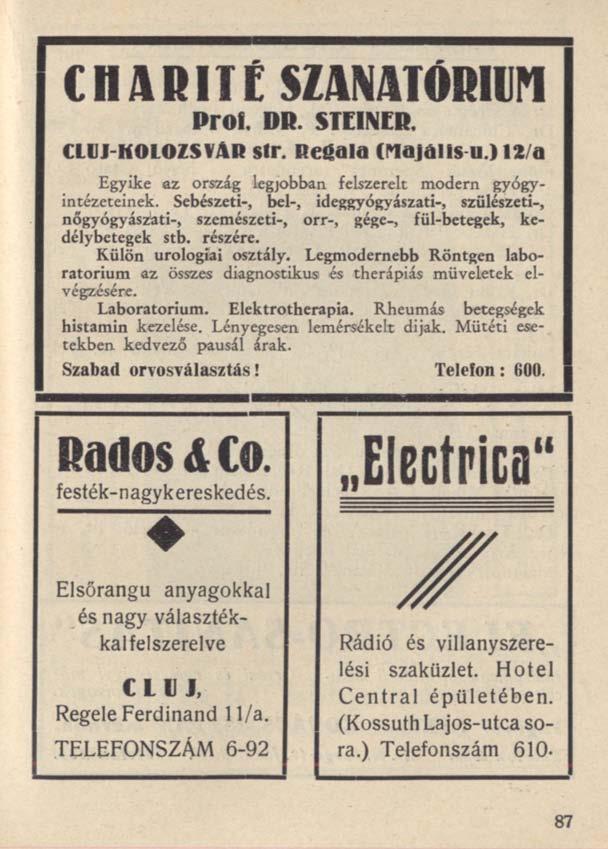 CHARITÉ SZANATÓRIUM
Prof. DR. STEINER.
CLUJ-KOLOZSVÁR str. Regala (Majális-u.) 12/a
Egyike az ország legjobban felszerelt modern gyógy-
intézeteinek. Sebészeti-, bel-, ideggyógyászati-, szülészeti-,
nőgyógyászati-, szemészeti-, orr-, gége-, fül-betegek, ke-
délybetegek stb. részére.
Külön urologiai osztály. Legmodernebb Röntgen labo-
ratorium az összes diagnostikus és therápiás müveletek el-
végzésére.
Laboratorium. Elektrotherapia. Rheumás betegségek
histamin kezelése. Lényegesen lemérsékelt dijak. Mütéti ese-
tekben kedvező pausál árak.
Szabad orvosválasztás! Telefon: 600.
Rados & Co.
festék-nagykereskedés.
Elsőrangu anyagokkal
és nagy választék-
kal felszerelve
CLUJ,
Regele Ferdinand 11/a.
TELEFONSZÁM 6-92
„Electrica“
Rádió és villanyszere-
lési szaküzlet. Hotel
Central épületében.
(Kossuth Lajos-utca so-
ra.) Telefonszám 610.
87